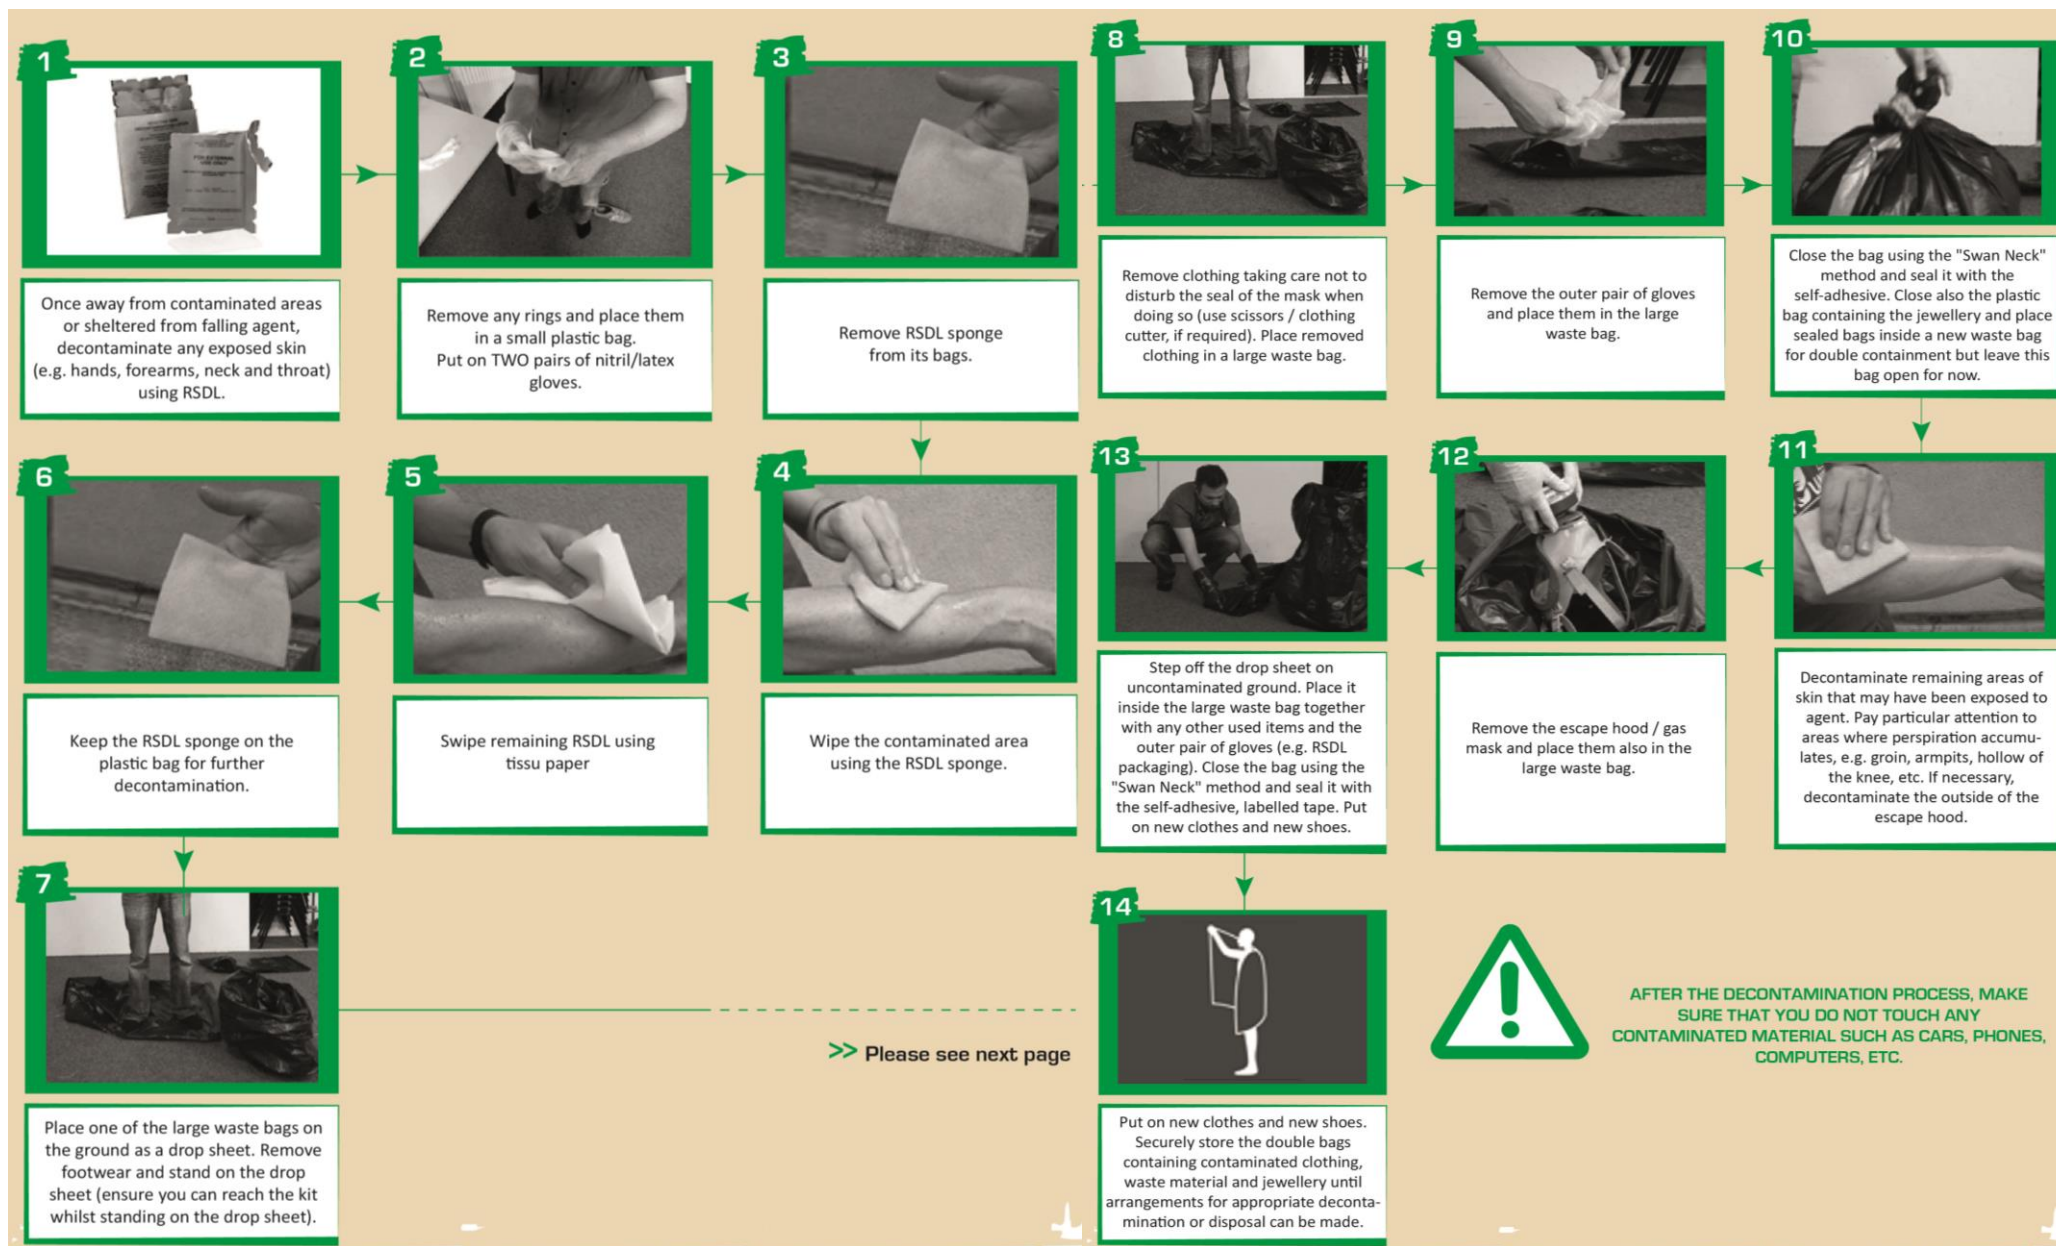 1
Once away from contaminated areas
or sheltered from falling agent,
decontaminate any exposed skin
(e.g. hands, forearms, neck and throat)
using RSDL.
2
Remove any rings and place them
in a small plastic bag.
Put on TWO pairs of nitril/latex
gloves.
3
Remove RSDL sponge
from its bags.
4
Wipe the contaminated area
using the RSDL sponge.
5
Swipe remaining RSDL using
tissu paper
6
Keep the RSDL sponge on the
plastic bag for further
decontamination.
7
Place one of the large waste bags on
the ground as a drop sheet. Remove
footwear and stand on the drop
sheet (ensure you can reach the kit
whilst standing on the drop sheet).
>> Please see next page
8
Remove clothing taking care not to
disturb the seal of the mask when
doing so (use scissors / clothing
cutter, if required). Place removed
clothing in a large waste bag.
9
Remove the outer pair of gloves
and place them in the large
waste bag.
10
Close the bag using the "Swan Neck"
method and seal it with the
self-adhesive. Close also the plastic
bag containing the jewellery and place
sealed bags inside a new waste bag
for double containment but leave this
bag open for now.
11
Decontaminate remaining areas of
skin that may have been exposed to
agent. Pay particular attention to
areas where perspiration accumu-
lates, e.g. groin, armpits, hollow of
the knee, etc. If necessary,
decontaminate the outside of the
escape hood.
12
Remove the escape hood / gas
mask and place them also in the
large waste bag.
13
Step off the drop sheet on
uncontaminated ground. Place it
inside the large waste bag together
with any other used items and the
outer pair of gloves (e.g. RSDL
packaging). Close the bag using the
"Swan Neck" method and seal it with
the self-adhesive, labelled tape. Put
on new clothes and new shoes.
14
Put on new clothes and new shoes.
Securely store the double bags
containing contaminated clothing,
waste material and jewellery until
arrangements for appropriate deconta-
mination or disposal can be made.
AFTER THE DECONTAMINATION PROCESS, MAKE
SURE THAT YOU DO NOT TOUCH ANY
CONTAMINATED MATERIAL SUCH AS CARS, PHONES,
COMPUTERS, ETC.